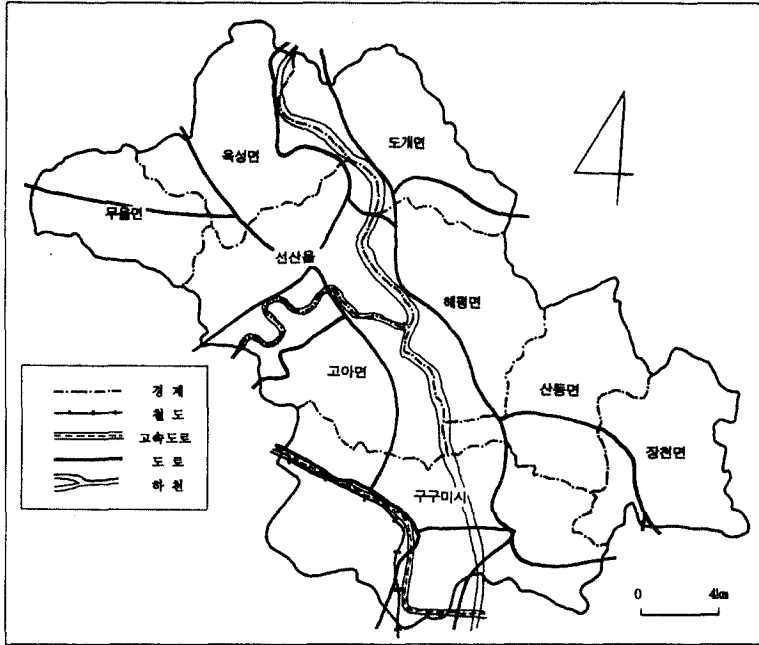 도개면
옥성면
무을면
선산읍
해평면
고아면
산동면
장천면
구구미시
경 계
철 도
고속도로
도 로
하 천
0 4km